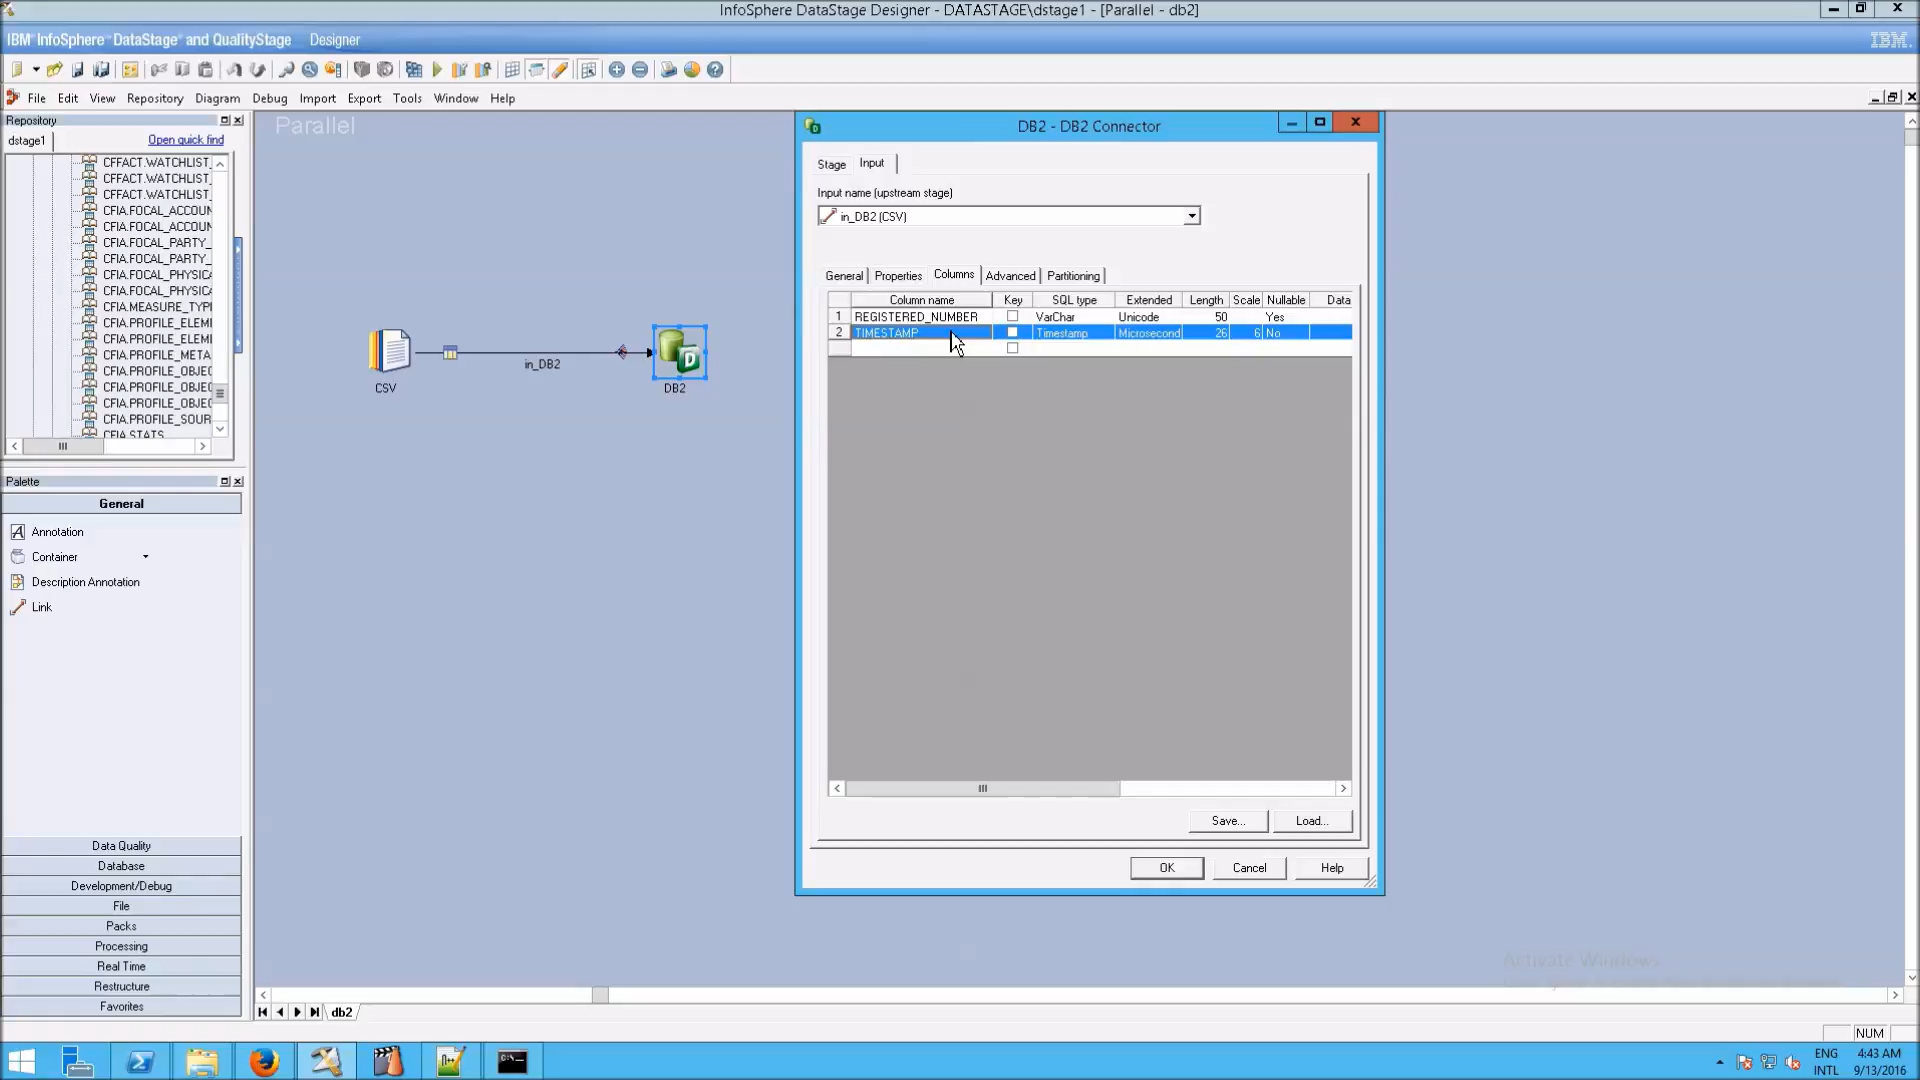 InfoSphere DataStage Designer - DATASTAGE\dstage1 - [Parallel - db2]
IBM InfoSphere DataStage and QualityStage Designer IBM
File Edit View Repository Diagram Debug Import Export Tools Window Help
Repository
dstage1 Open quick find
CFFACT.WATCHLIST_
CFFACT.WATCHLIST_
CFFACT.WATCHLIST_
CFIA.FOCAL_ACCOUN
CFIA.FOCAL_ACCOUN
CFIA.FOCAL_PARTY_
CFIA.FOCAL_PARTY_
CFIA.FOCAL_PHYSICA
CFIA.FOCAL_PHYSICA
CFIA.MEASURE_TYPI
CFIA.PROFILE_ELEMI
CFIA.PROFILE_ELEMI
CFIA.PROFILE_META
CFIA.PROFILE_OBJEC
CFIA.PROFILE_OBJEC
CFIA.PROFILE_OBJEC
CFIA.PROFILE_SOUR
CFIA.STATS
Palette
General
Annotation
Container
Description Annotation
Link
Data Quality
Database
Development/Debug
File
Packs
Processing
Real Time
Restructure
Favorites
Parallel
CSV
in_DB2
DB2
DB2 - DB2 Connector
Stage Input
Input name (upstream stage)
in_DB2 (CSV)
General Properties Columns Advanced Partitioning
Column name Key SQL type Extended Length Scale Nullable Data
1 REGISTERED_NUMBER VarChar Unicode 50 Yes
2 TIMESTAMP Timestamp Microsecond 26 6 No
Save... Load...
OK Cancel Help
Activate Windows
db2
NUM
ENG
INTL
4:43 AM
9/13/2016